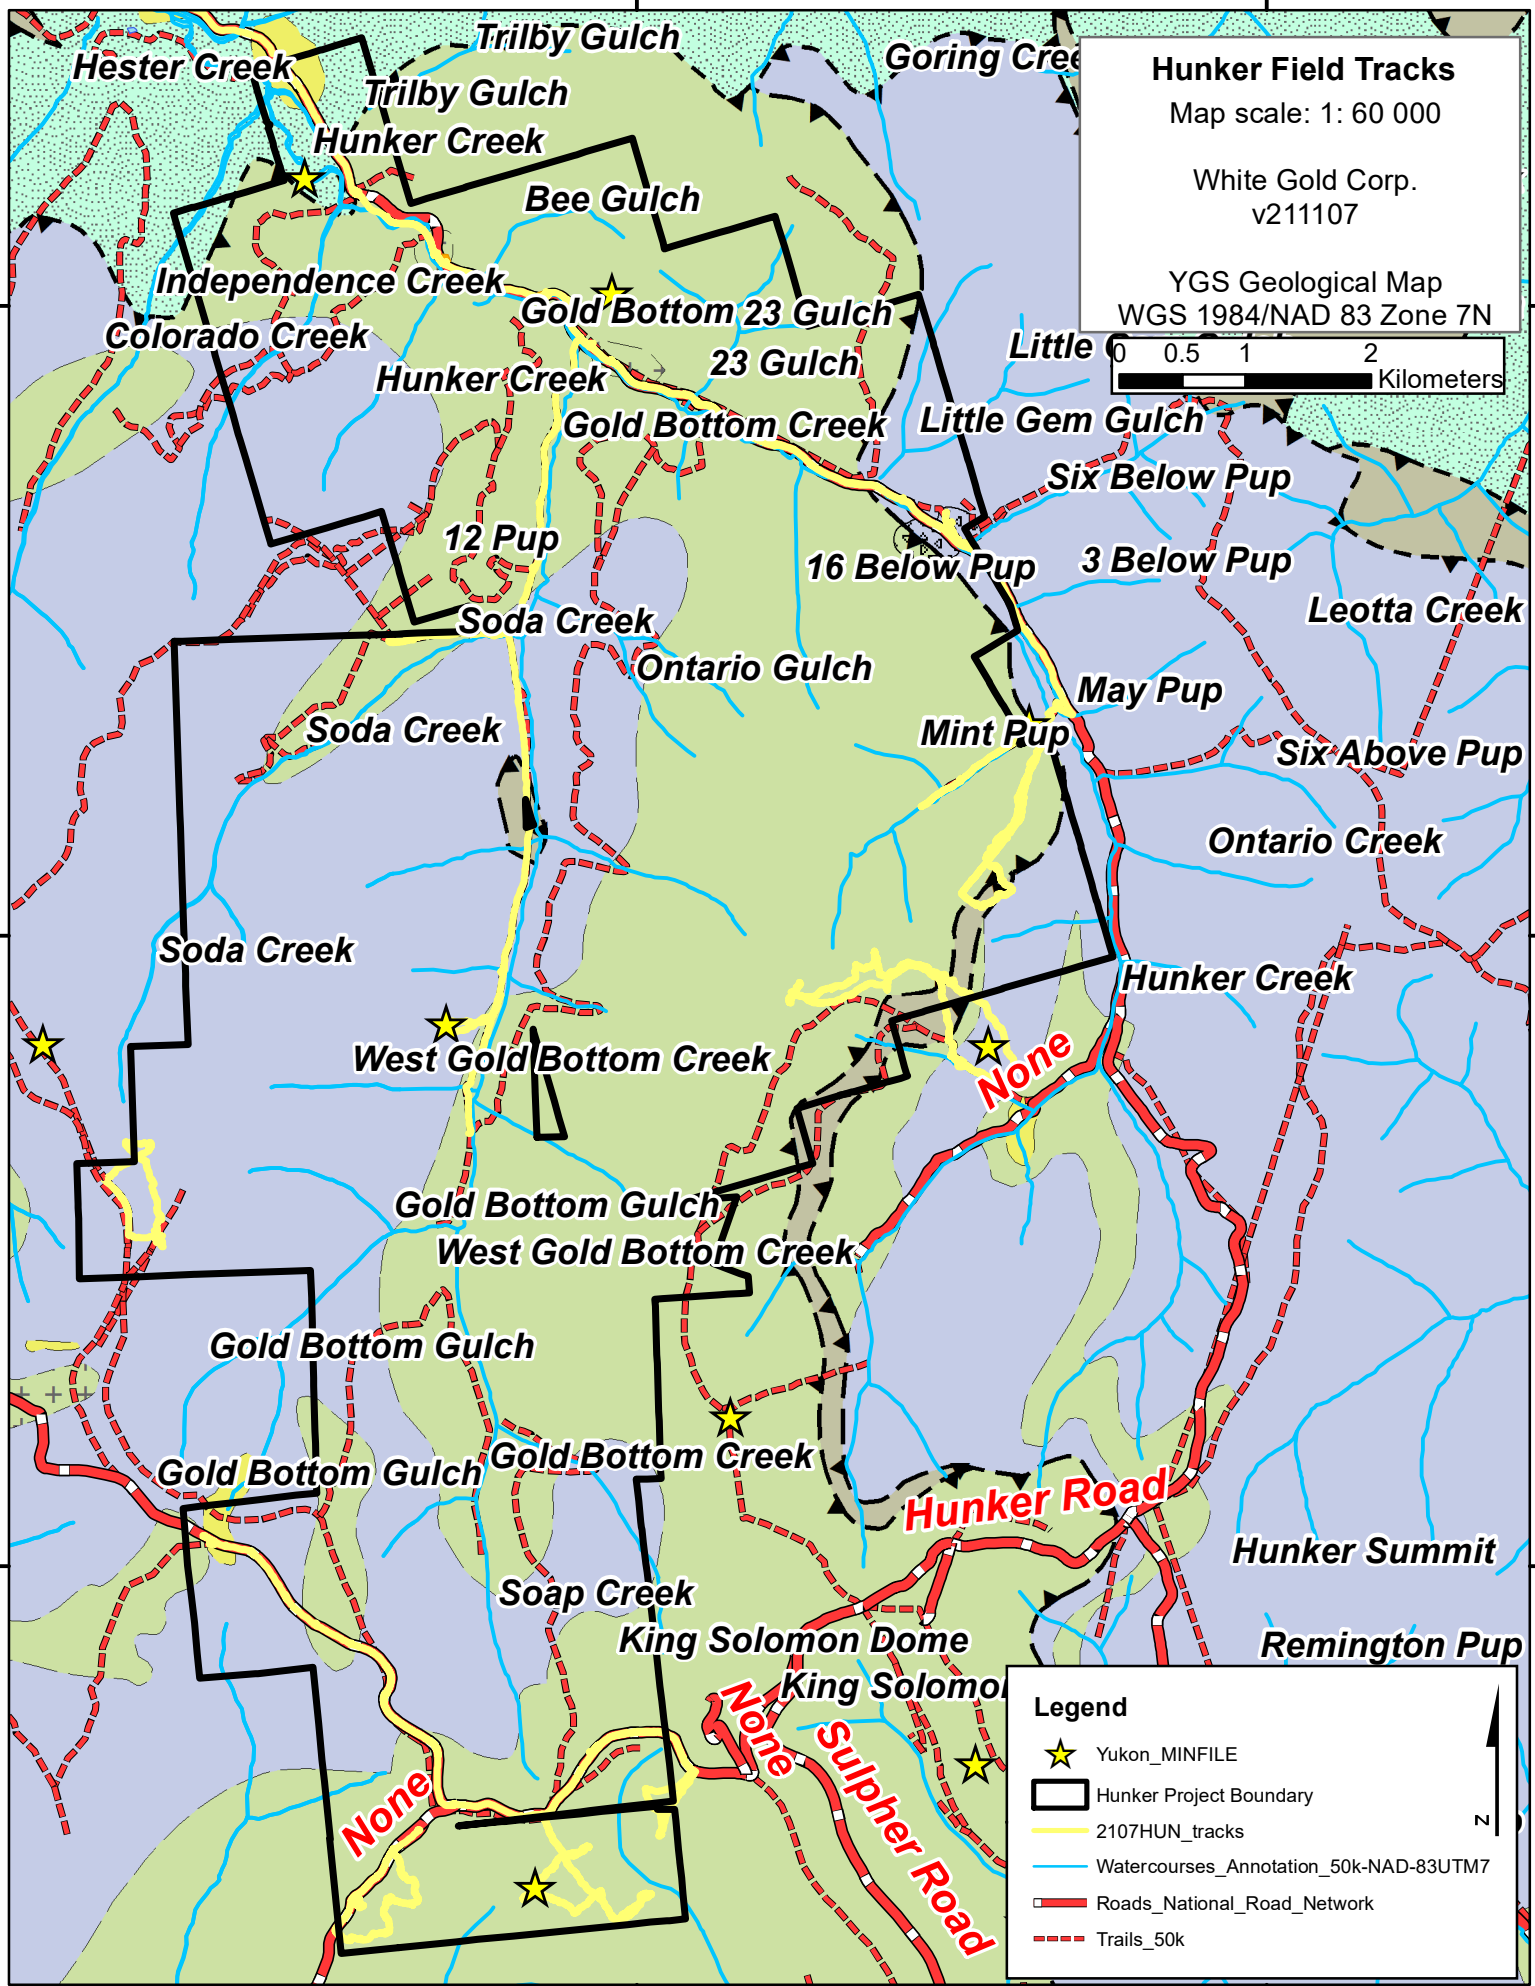 Trilby Gulch
Goring Cree
Hester Creek
Trilby Gulch
Hunker Creek
Hunker Field Tracks
Map scale: 1: 60 000
White Gold Corp.
v211107
YGS Geological Map
WGS 1984/NAD 83 Zone 7N
Bee Gulch
Independence Creek
Gold Bottom
23 Gulch
Colorado Creek
23 Gulch
Little
0 0.5 1 2
Kilometers
Hunker Creek
Gold Bottom Creek
Little Gem Gulch
Six Below Pup
12 Pup
16 Below Pup
3 Below Pup
Leotta Creek
Soda Creek
Ontario Gulch
May Pup
Soda Creek
Mint Pup
Six Above Pup
Ontario Creek
Soda Creek
Hunker Creek
West Gold Bottom Creek
None
Gold Bottom Gulch
West Gold Bottom Creek
Gold Bottom Gulch
Gold Bottom Gulch
Gold Bottom Creek
Hunker Road
Hunker Summit
Soap Creek
King Solomon Dome
Remington Pup
King Solomon
None
Sulpher Road
None
Legend
Yukon_MINFILE
Hunker Project Boundary
2107HUN_tracks
Watercourses_Annotation_50k-NAD-83UTM7
Roads_National_Road_Network
Trails_50k
N